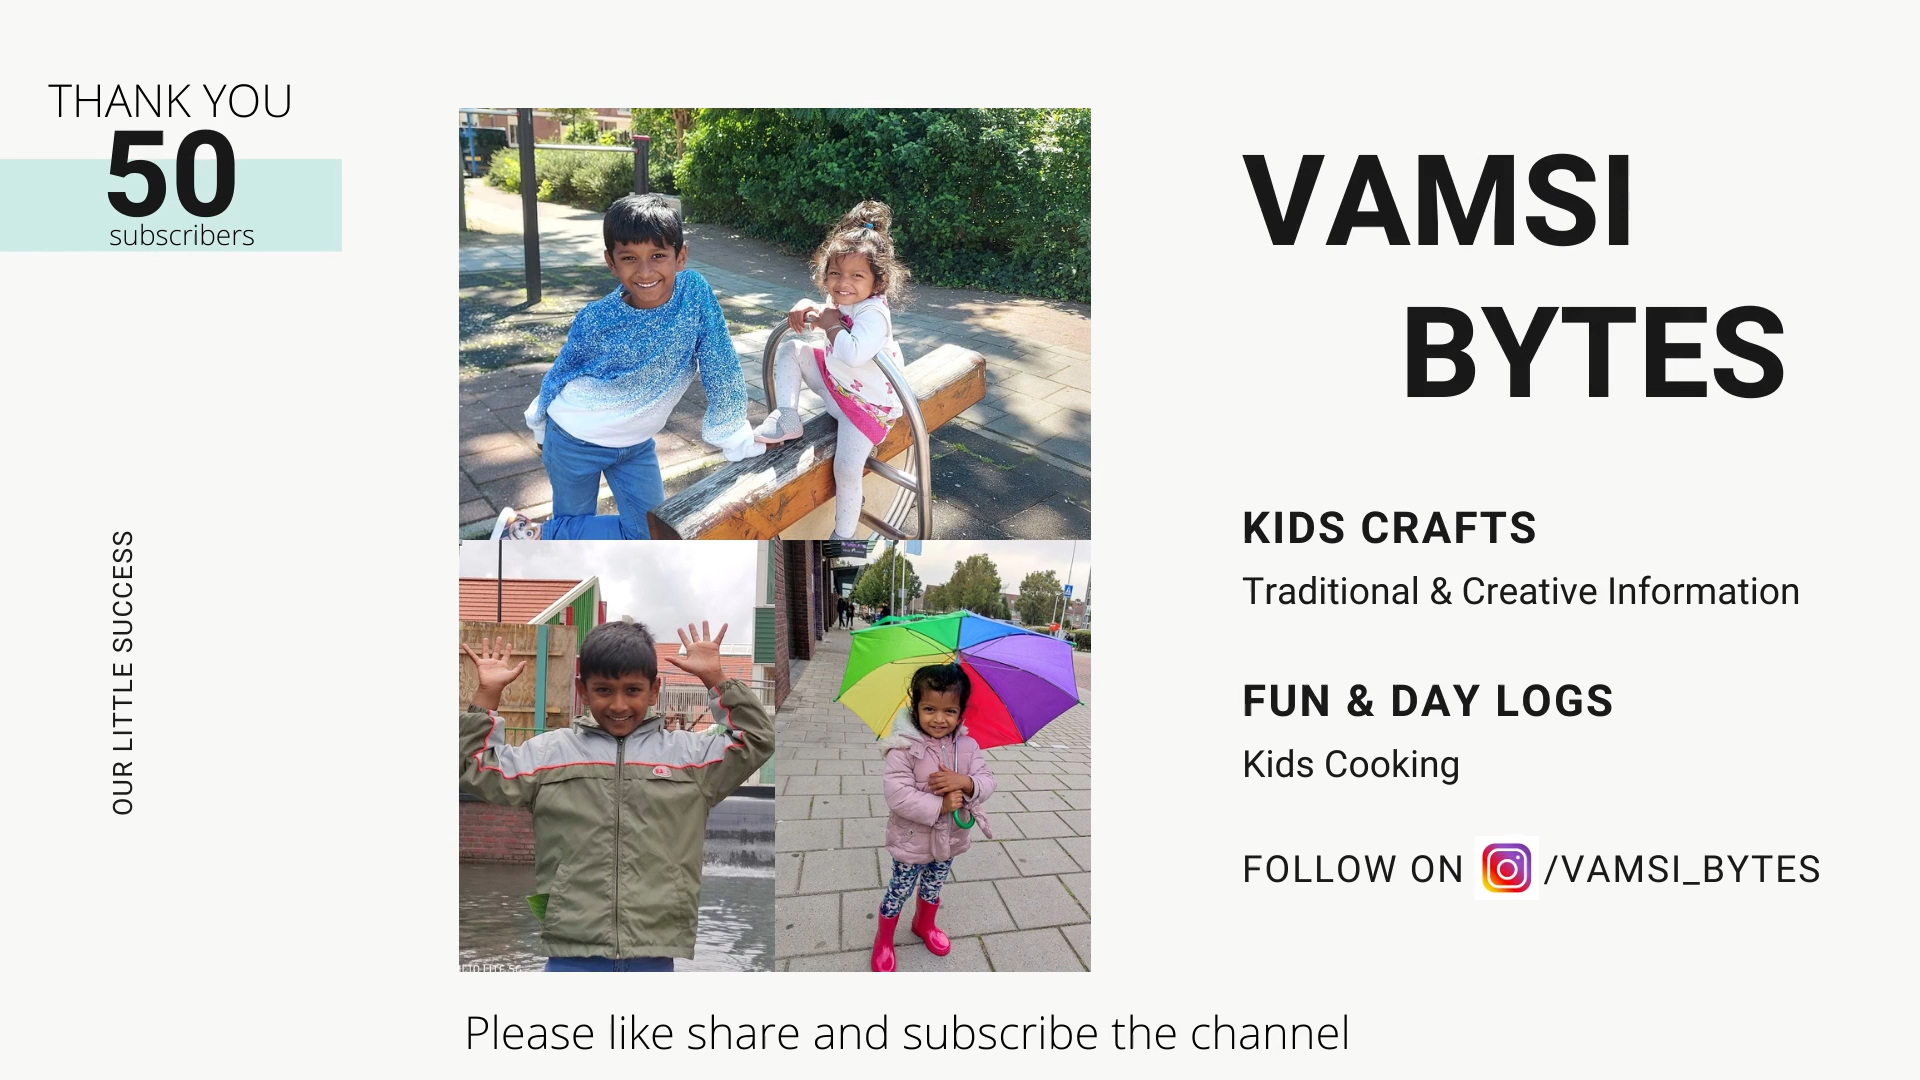 THANK YOU
50
subscribers
OUR LITTLE SUCCESS
VAMSI
BYTES
KIDS CRAFTS
Traditional & Creative Information
FUN & DAY LOGS
Kids Cooking
FOLLOW ON /VAMSI_BYTES
Please like share and subscribe the channel